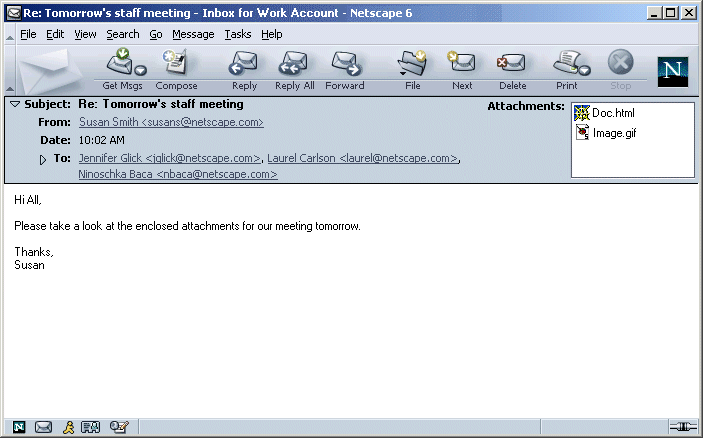 Re: Tomorrow's staff meeting - Inbox for Work Account - Netscape 6
File Edit View Search Go Message Tasks Help
Get Msgs Compose Reply Reply All Forward File Next Delete Print Stop N
Subject: Re: Tomorrow's staff meeting
Attachments:
Doc.html
Image.gif
From: Susan Smith <susans@netscape.com>
Date: 10:02 AM
To: Jennifer Glick <jglick@netscape.com>, Laurel Carlson <laurel@netscape.com>,
Ninoschka Baca <nbaca@netscape.com>
Hi All,
Please take a look at the enclosed attachments for our meeting tomorrow.
Thanks,
Susan